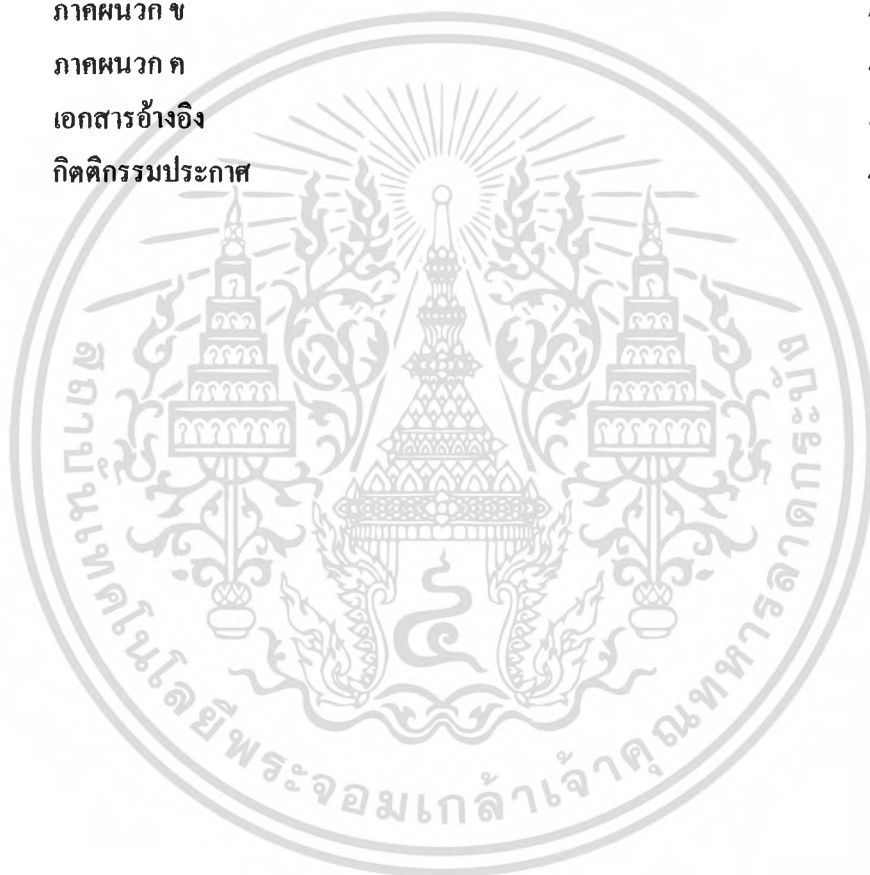 ภาคผนวก ข
ภาคผนวก ค
เอกสารอ้างอิง
กิตติกรรมประกาศ
สถาบันเทคโนโลยีพระจอมเกล้าเจ้าคุณทหารลาดกระบัง
๔